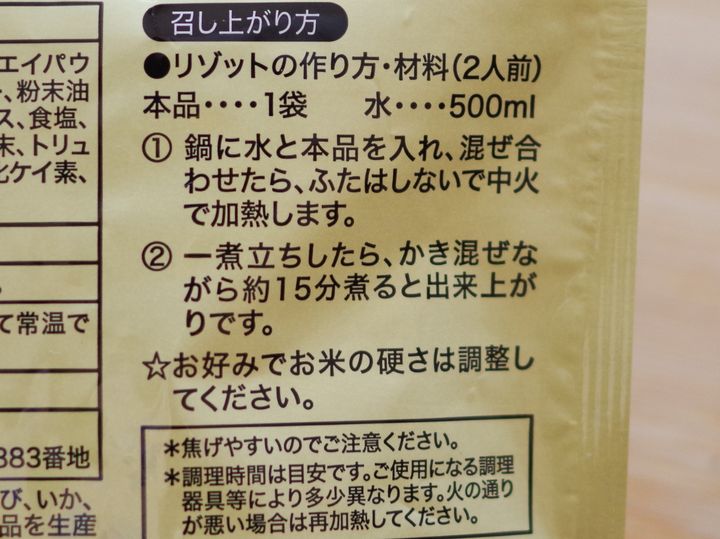 エイパウ
、粉末油
ス、食塩、
末、トリュ
ケイ素、
て常温で
383番地
び、いか、
品を生産
召し上がり方
●リゾットの作り方・材料(2人前)
本品・・・・1袋　水・・・・500ml
① 鍋に水と本品を入れ、混ぜ合
わせたら、ふたはしないで中火
で加熱します。
② 一煮立ちしたら、かき混ぜな
がら約15分煮ると出来上が
りです。
☆お好みでお米の硬さは調整し
てください。
*焦げやすいのでご注意ください。
*調理時間は目安です。ご使用になる調理
器具等により多少異なります。火の通り
が悪い場合は再加熱してください。